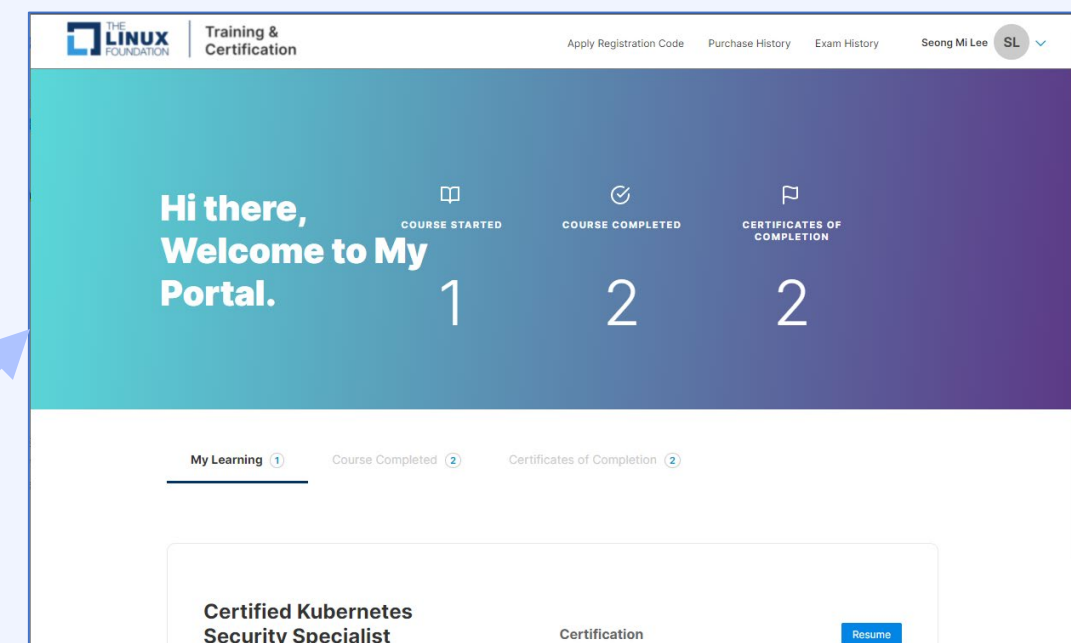 THE
LINUX
FOUNDATION
Training &
Certification
Apply Registration Code Purchase History Exam History Seong Mi Lee SL
Hi there,
Welcome to My
Portal.
COURSE STARTED
1
COURSE COMPLETED
2
CERTIFICATES OF
COMPLETION
2
My Learning 1 Course Completed 2 Certificates of Completion 2
Certified Kubernetes
Security Specialist
Certification
Resume